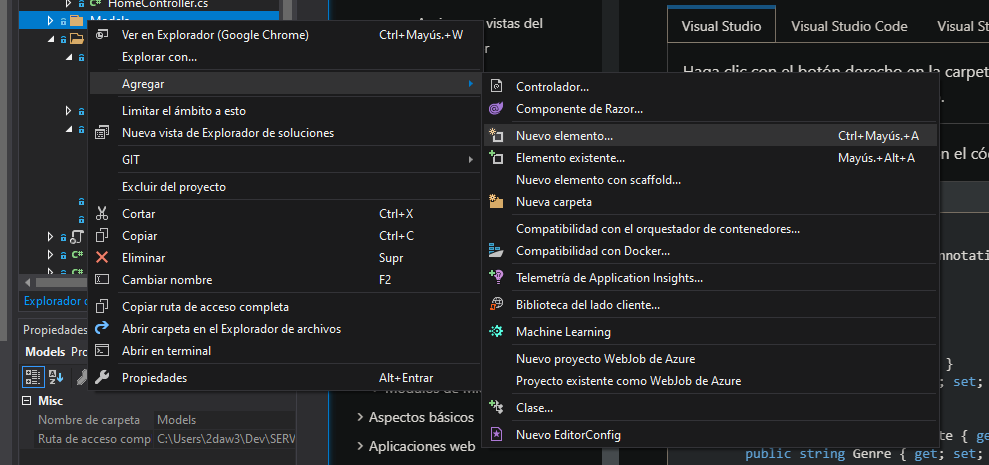 HomeController.cs
Models
Ver en Explorador (Google Chrome) Ctrl+Mayús.+W
Explorar con...
Agregar
Limitar el ámbito a esto
Nueva vista de Explorador de soluciones
GIT
Excluir del proyecto
Cortar Ctrl+X
Copiar Ctrl+C
Eliminar Supr
Cambiar nombre F2
Copiar ruta de acceso completa
Abrir carpeta en el Explorador de archivos
Abrir en terminal
Propiedades Alt+Entrar
Controlador...
Componente de Razor...
Nuevo elemento... Ctrl+Mayús.+A
Elemento existente... Mayús.+Alt+A
Nuevo elemento con scaffold...
Nueva carpeta
Compatibilidad con el orquestador de contenedores...
Compatibilidad con Docker...
Telemetría de Application Insights...
Biblioteca del lado cliente...
Machine Learning
Nuevo proyecto WebJob de Azure
Proyecto existente como WebJob de Azure
Clase...
Nuevo EditorConfig
C#
C#
Explorador
Propiedades
Models Pro
Misc
Nombre de carpeta Models
Ruta de acceso comp C:\Users\2daw3\Dev\SERV
vistas del
Aspectos básicos
Aplicaciones web
Visual Studio Visual Studio Code Visual St
Haga clic con el botón derecho en la carpet
n el cód
nnotati
}
; set;
te { ge
public string Genre { get; set;